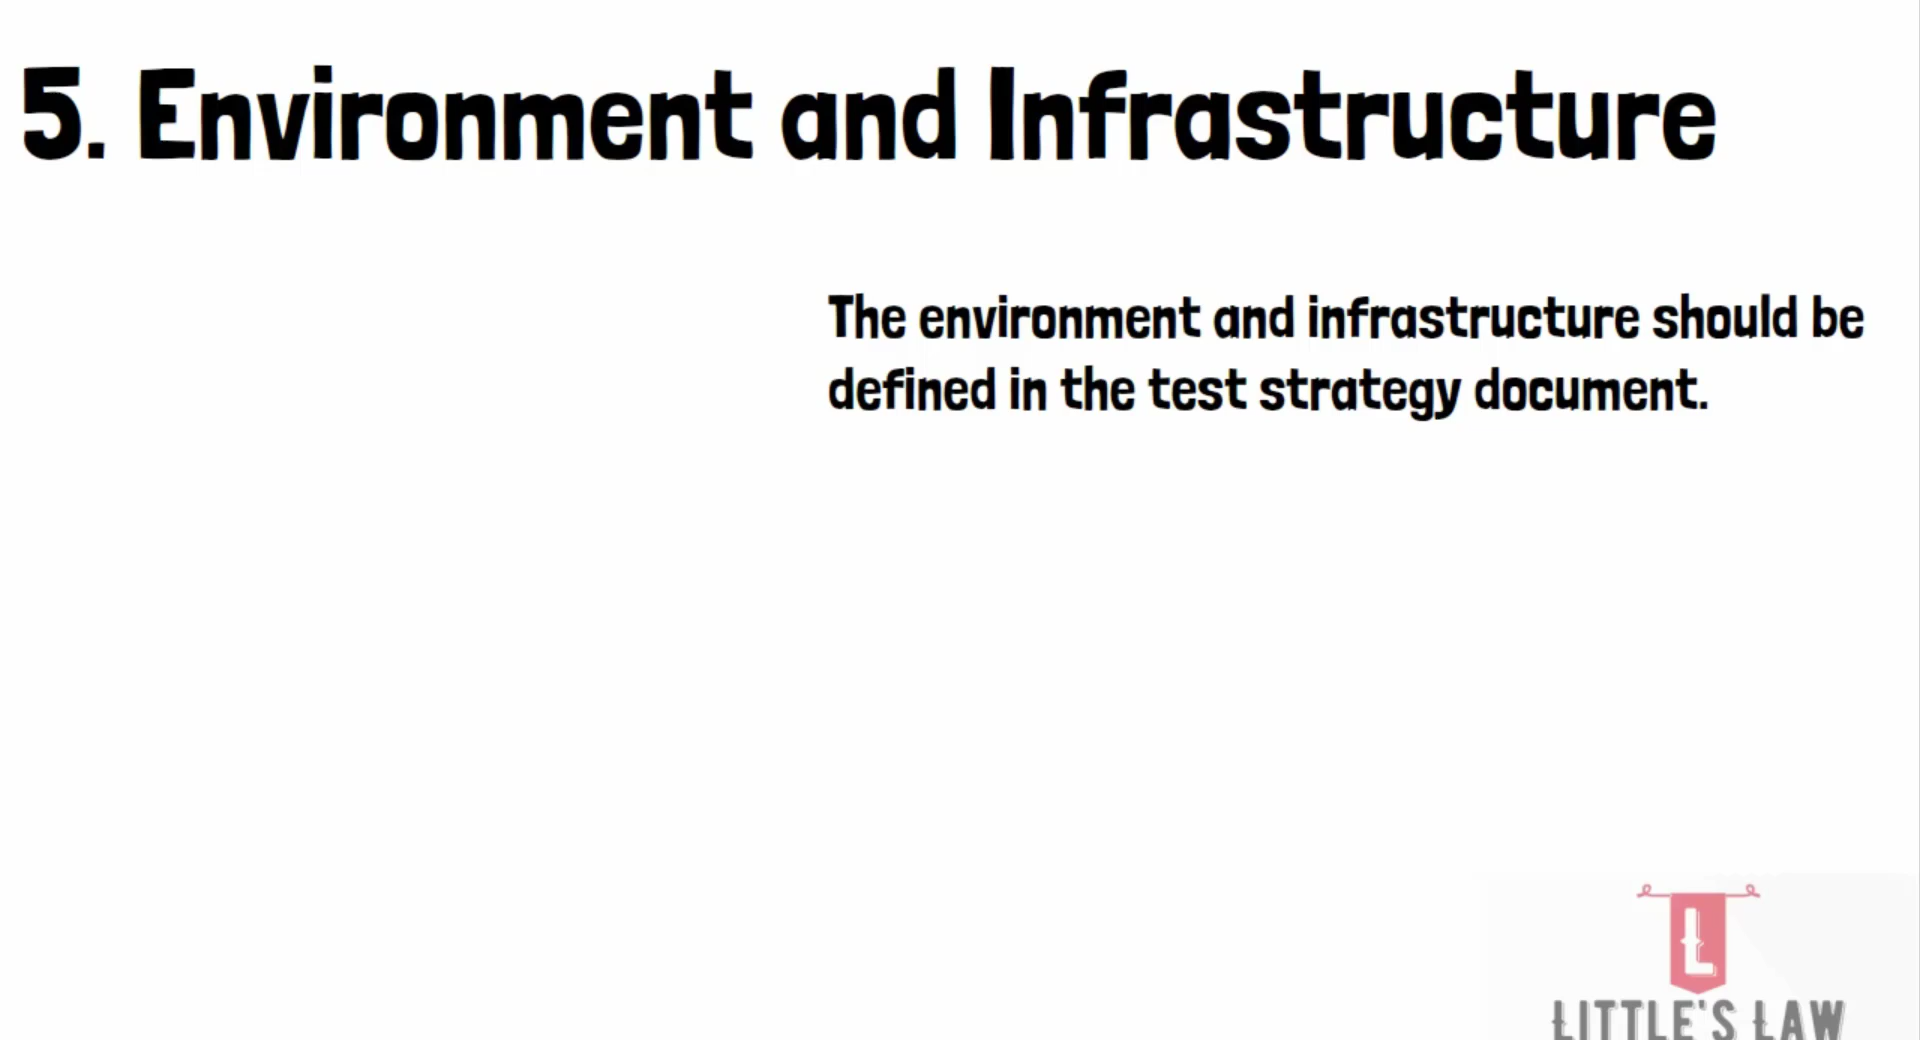 5. Environment and Infrastructure
The environment and infrastructure should be
defined in the test strategy document.
L
LITTLE'S LAW